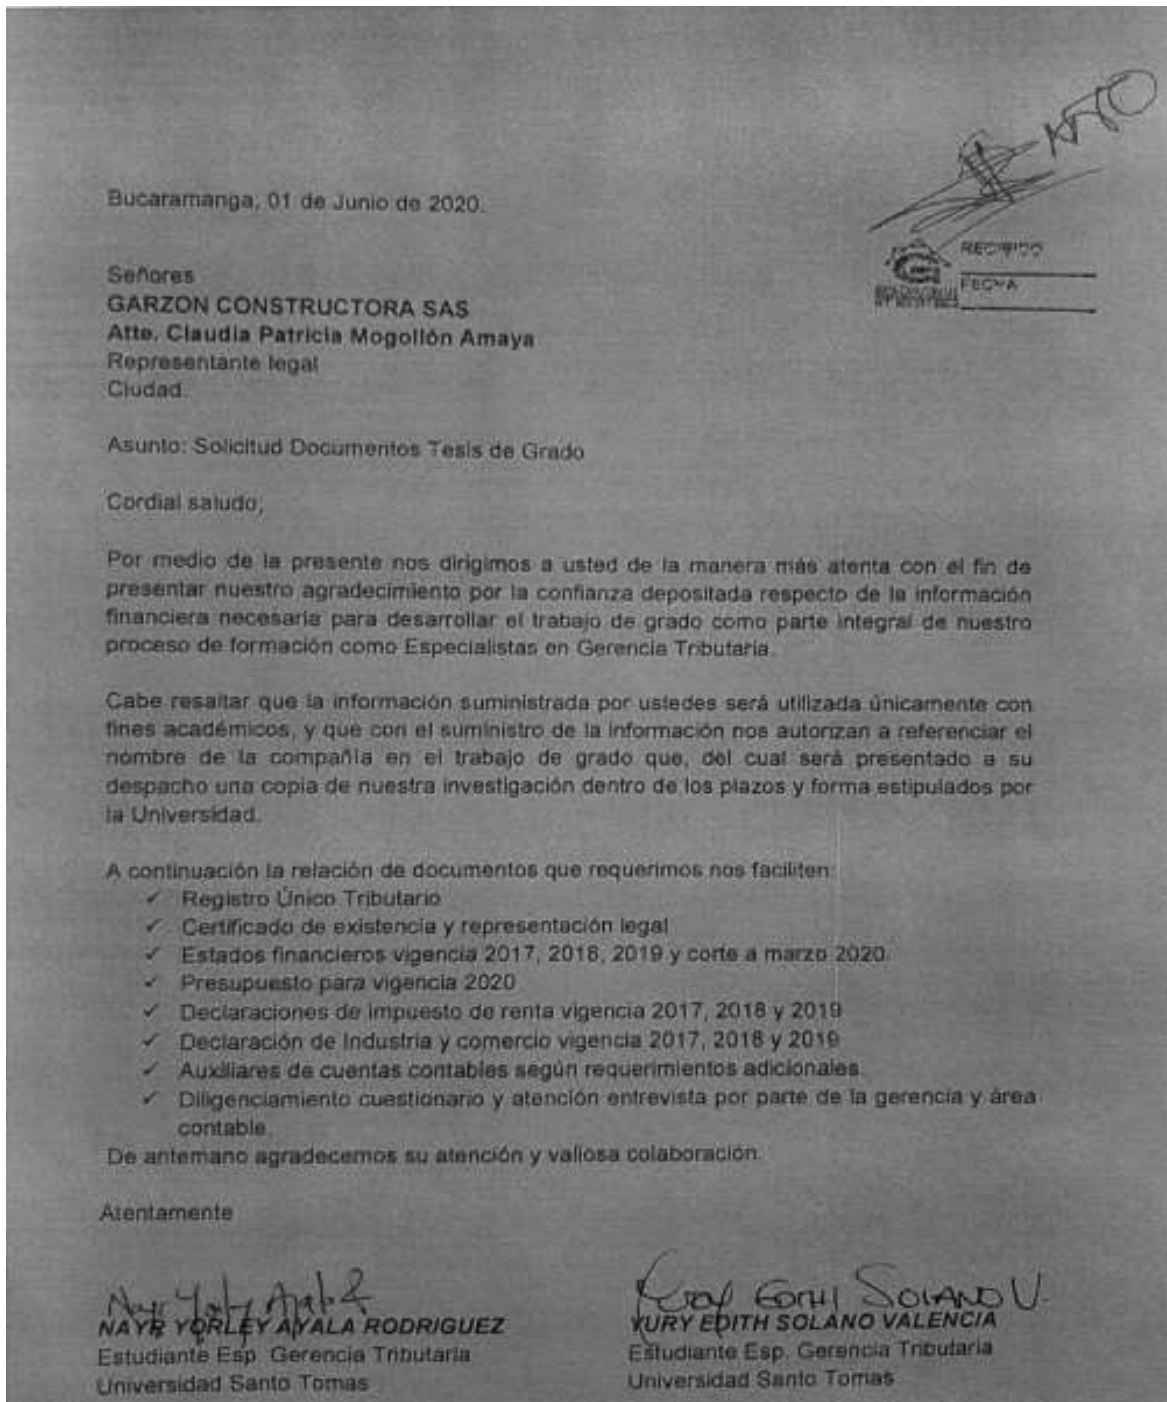 Bucaramanga, 01 de Junio de 2020.
RECIBIDO
FECHA
Señores
GARZON CONSTRUCTORA SAS
Atte. Claudia Patricia Mogollón Amaya
Representante legal
Ciudad.
Asunto: Solicitud Documentos Tesis de Grado
Cordial saludo;
Por medio de la presente nos dirigimos a usted de la manera más atenta con el fin de
presentar nuestro agradecimiento por la confianza depositada respecto de la información
financiera necesaria para desarrollar el trabajo de grado como parte integral de nuestro
proceso de formación como Especialistas en Gerencia Tributaria.
Cabe resaltar que la información suministrada por ustedes será utilizada únicamente con
fines académicos, y que con el suministro de la información nos autorizan a referenciar el
nombre de la compañía en el trabajo de grado que, del cual será presentado a su
despacho una copia de nuestra investigación dentro de los plazos y forma estipulados por
la Universidad.
A continuación la relación de documentos que requerimos nos faciliten:
✓ Registro Único Tributario
✓ Certificado de existencia y representación legal
✓ Estados financieros vigencia 2017, 2018, 2019 y corte a marzo 2020.
✓ Presupuesto para vigencia 2020
✓ Declaraciones de impuesto de renta vigencia 2017, 2018 y 2019
✓ Declaración de Industria y comercio vigencia 2017, 2018 y 2019
✓ Auxiliares de cuentas contables según requerimientos adicionales.
✓ Diligenciamiento cuestionario y atención entrevista por parte de la gerencia y área
contable.
De antemano agradecemos su atención y valiosa colaboración.
Atentamente
Nayr Yorley Ayala R
NAYR YORLEY AYALA RODRIGUEZ
Estudiante Esp. Gerencia Tributaria
Universidad Santo Tomas
Yury Edith Solano V.
YURY EDITH SOLANO VALENCIA
Estudiante Esp. Gerencia Tributaria
Universidad Santo Tomas